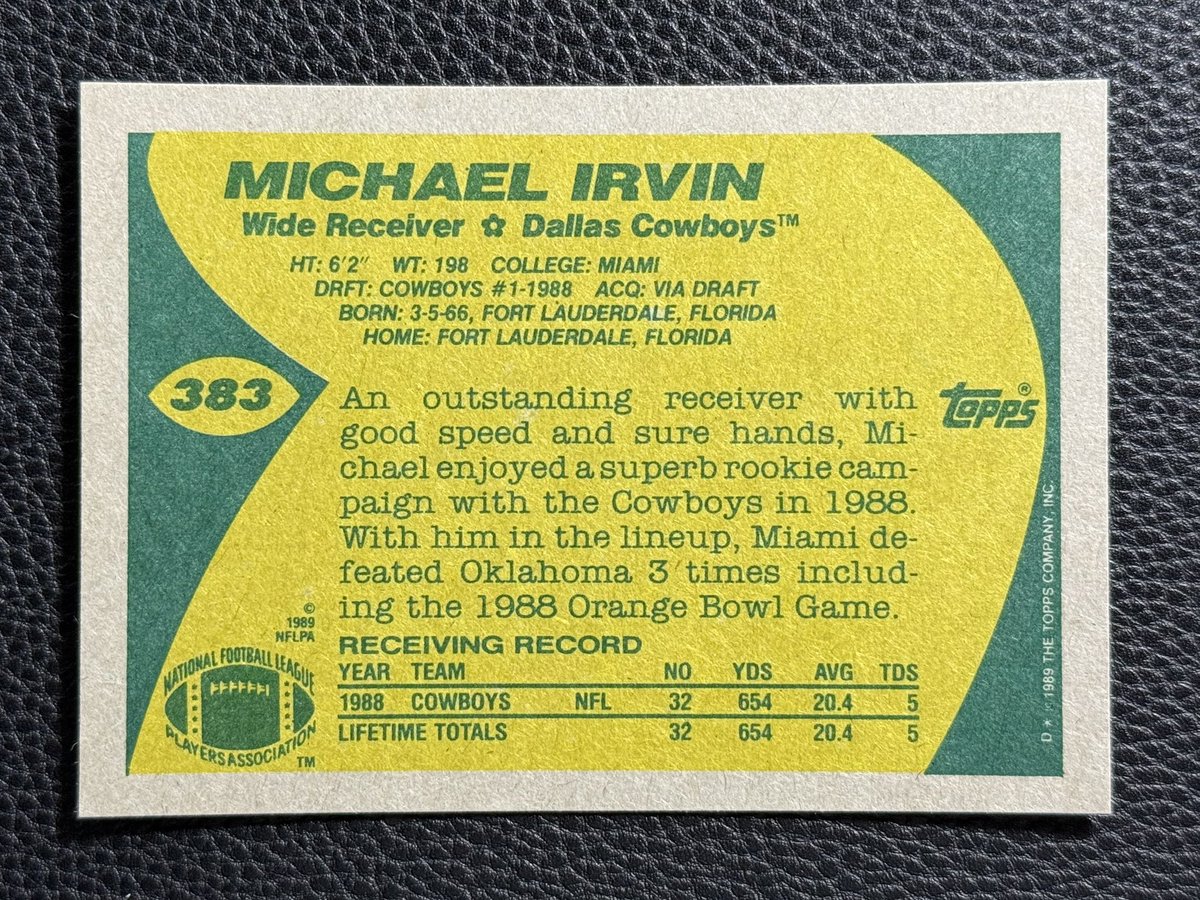 MICHAEL IRVIN
Wide Receiver ✿ Dallas Cowboys™
HT: 6'2" WT: 198 COLLEGE: MIAMI
DRFT: COWBOYS #1-1988 ACQ: VIA DRAFT
BORN: 3-5-66, FORT LAUDERDALE, FLORIDA
HOME: FORT LAUDERDALE, FLORIDA
383
An outstanding receiver with
good speed and sure hands, Mi-
chael enjoyed a superb rookie cam-
paign with the Cowboys in 1988.
With him in the lineup, Miami de-
feated Oklahoma 3 times includ-
ing the 1988 Orange Bowl Game.
topps®
RECEIVING RECORD
YEAR TEAM NO YDS AVG TDS
1988 COWBOYS NFL 32 654 20.4 5
LIFETIME TOTALS 32 654 20.4 5
©
1989
NFLPA
NATIONAL FOOTBALL LEAGUE
PLAYERS ASSOCIATION
™
D* © 1989 THE TOPPS COMPANY, INC.